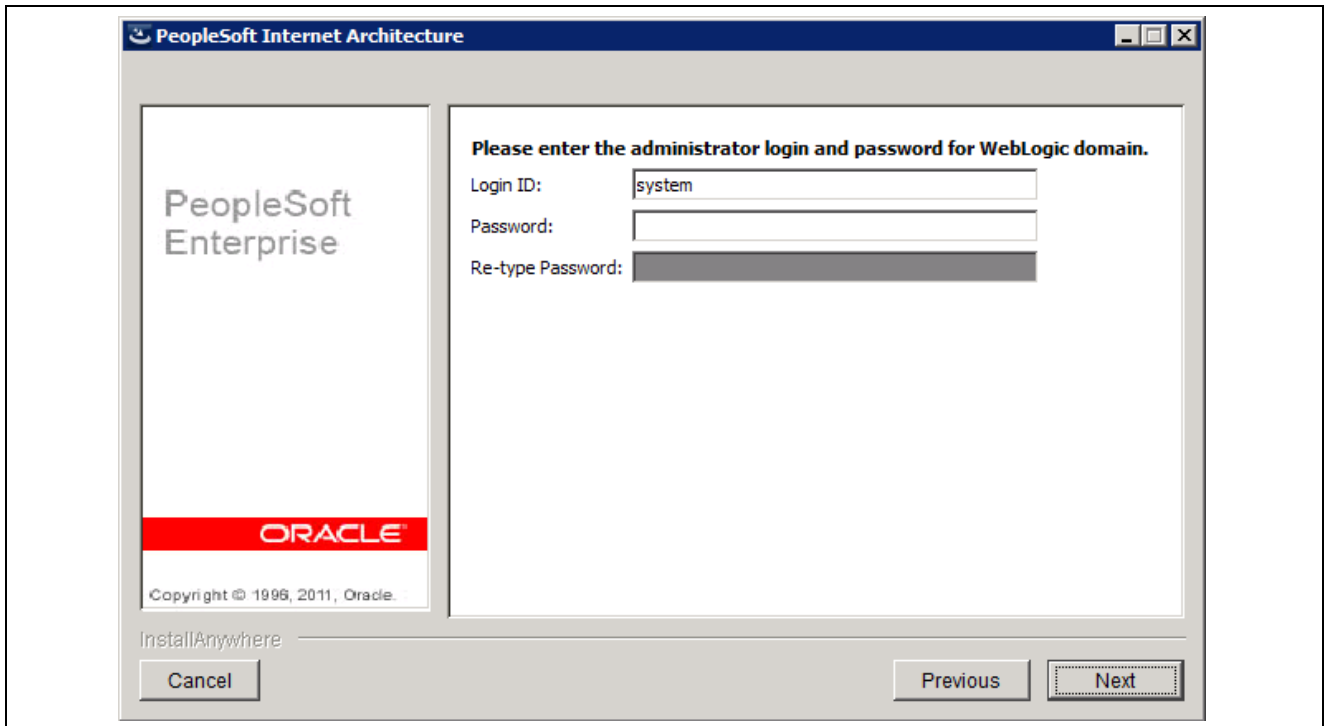 PeopleSoft Internet Architecture
PeopleSoft
Enterprise
ORACLE
Copyright © 1996, 2011, Oracle.
Please enter the administrator login and password for WebLogic domain.
Login ID: system
Password:
Re-type Password:
InstallAnywhere
Cancel Previous Next